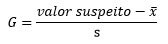 G = (valor suspeito − x̄) / s